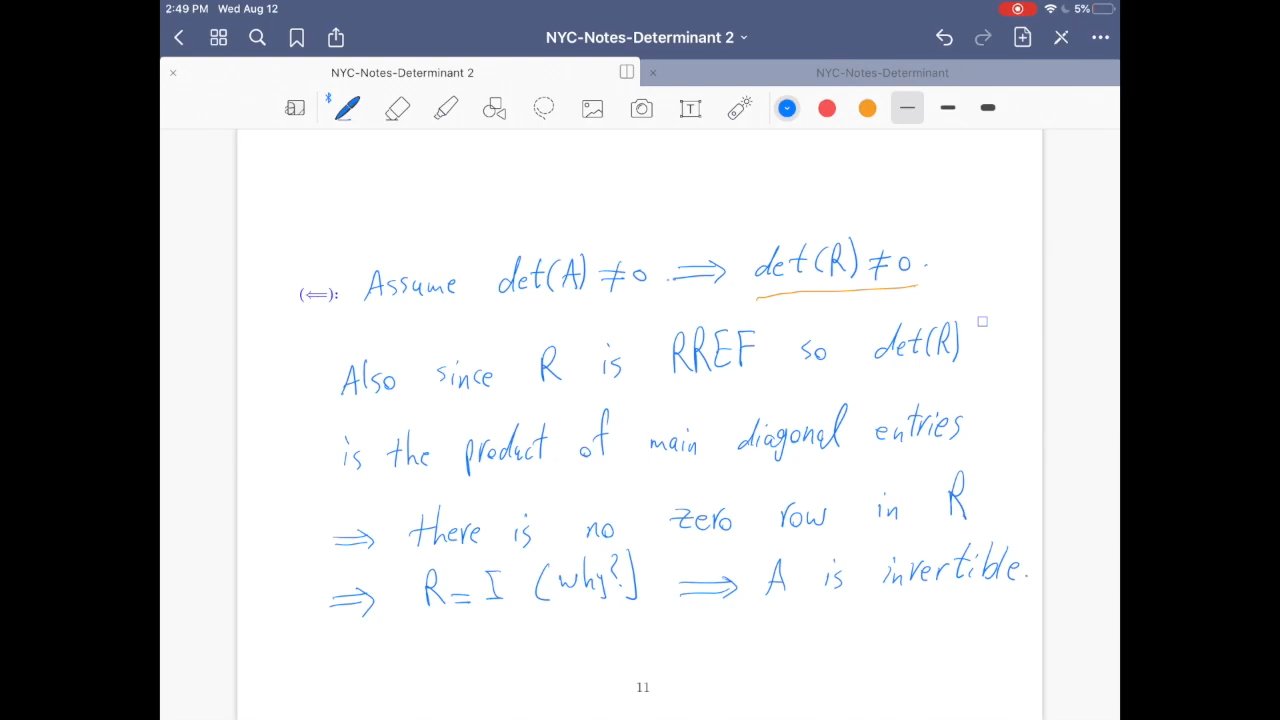 2:49 PM Wed Aug 12
5%
NYC-Notes-Determinant 2
NYC-Notes-Determinant 2
NYC-Notes-Determinant
T
(⇐): Assume det(A) ≠ 0. ⟹ det(R) ≠ 0.
Also since R is RREF so det(R)
is the product of main diagonal entries
⟹ there is no zero row in R
⟹ R = I (why?) ⟹ A is invertible.
11